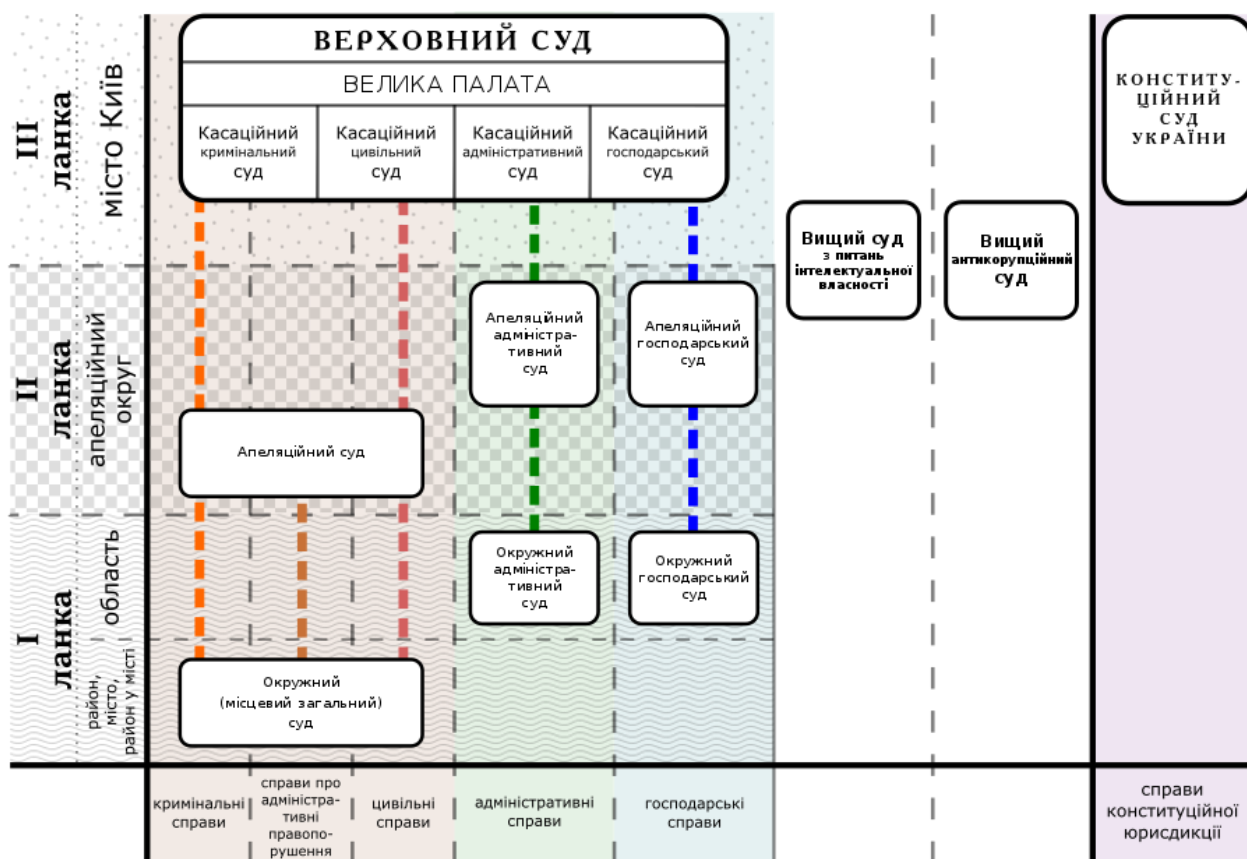 ВЕРХОВНИЙ СУД
ВЕЛИКА ПАЛАТА
Касаційний
кримінальний
суд
Касаційний
цивільний
суд
Касаційний
адміністративний
суд
Касаційний
господарський
суд
КОНСТИТУ-
ЦІЙНИЙ
СУД
УКРАЇНИ
III
ланка
місто Київ
Вищий суд
з питань
інтелектуальної
власності
Вищий
антикорупційний
суд
II
ланка
апеляційний
округ
Апеляційний
адміністра-
тивний
суд
Апеляційний
господарський
суд
Апеляційний суд
I
ланка
область
Окружний
адміністра-
тивний
суд
Окружний
господарський
суд
район,
місто,
район у місті
Окружний
(місцевий загальний)
суд
кримінальні
справи
справи про
адміністра-
тивні
правопо-
рушення
цивільні
справи
адміністративні
справи
господарські
справи
справи
конституційної
юрисдикції